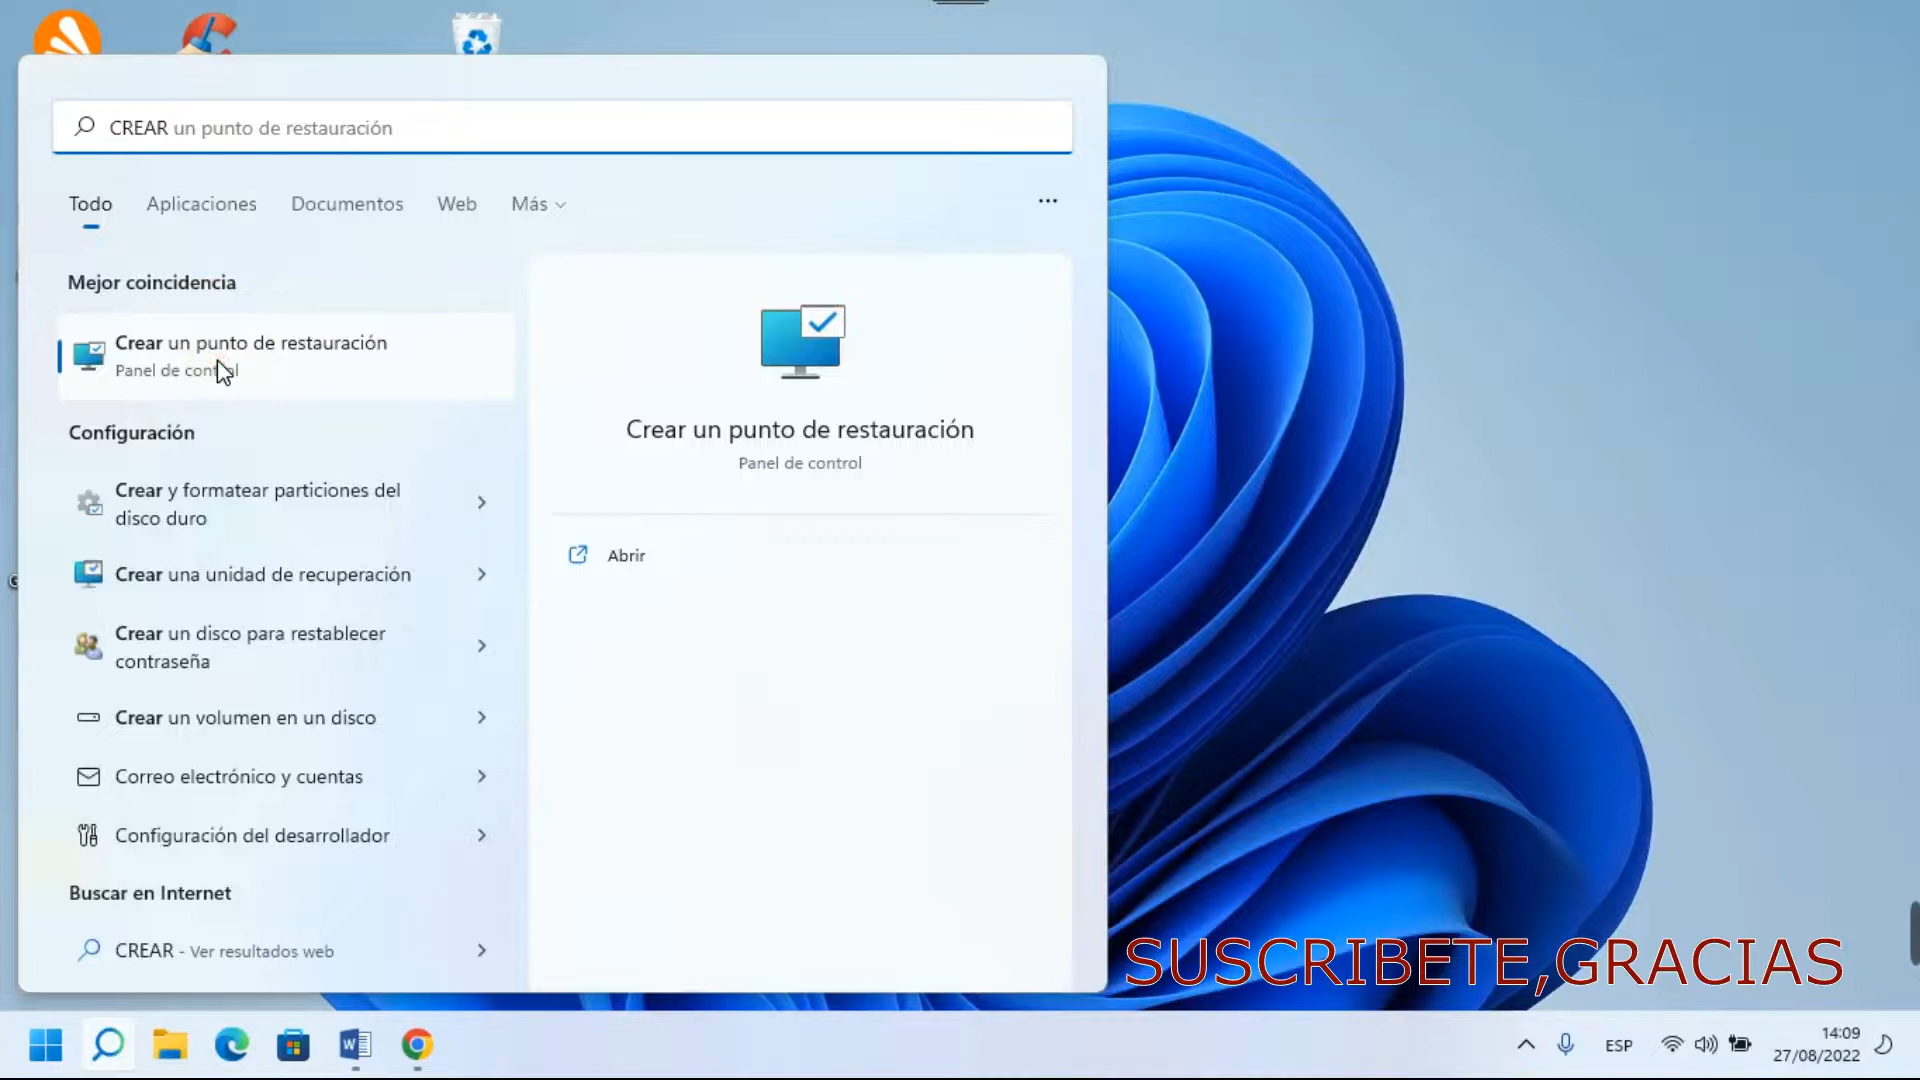 CREAR un punto de restauración
Todo Aplicaciones Documentos Web Más
Mejor coincidencia
Crear un punto de restauración
Panel de control
Configuración
Crear y formatear particiones del
disco duro
Crear una unidad de recuperación
Crear un disco para restablecer
contraseña
Crear un volumen en un disco
Correo electrónico y cuentas
Configuración del desarrollador
Buscar en Internet
CREAR - Ver resultados web
Crear un punto de restauración
Panel de control
Abrir
SUSCRIBETE,GRACIAS
W
ESP
14:09
27/08/2022